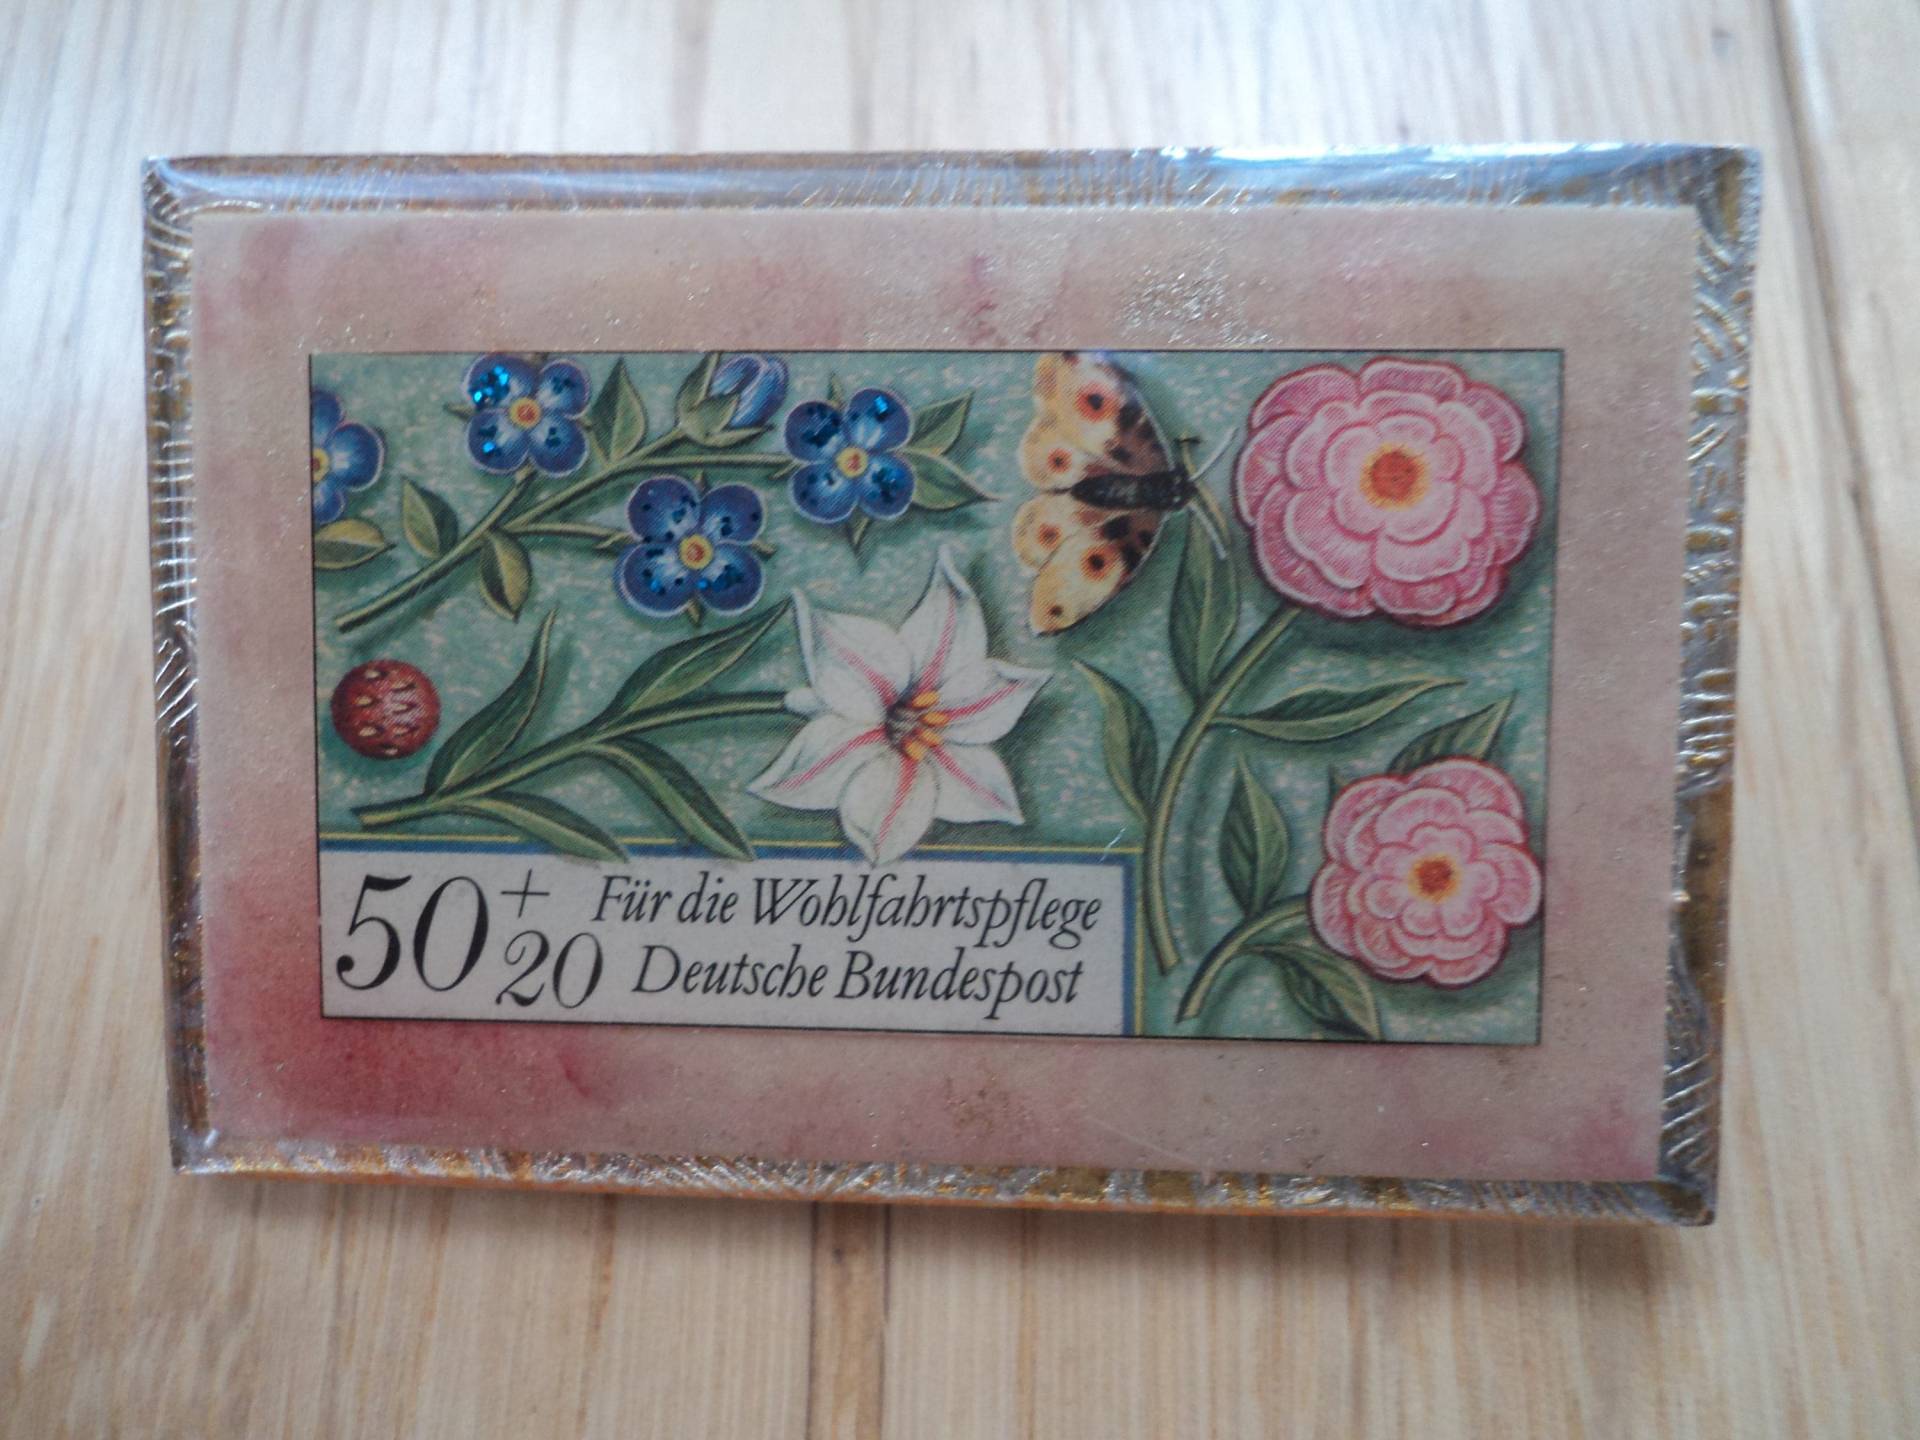 50 + 20
Für die Wohlfahrtspflege
Deutsche Bundespost